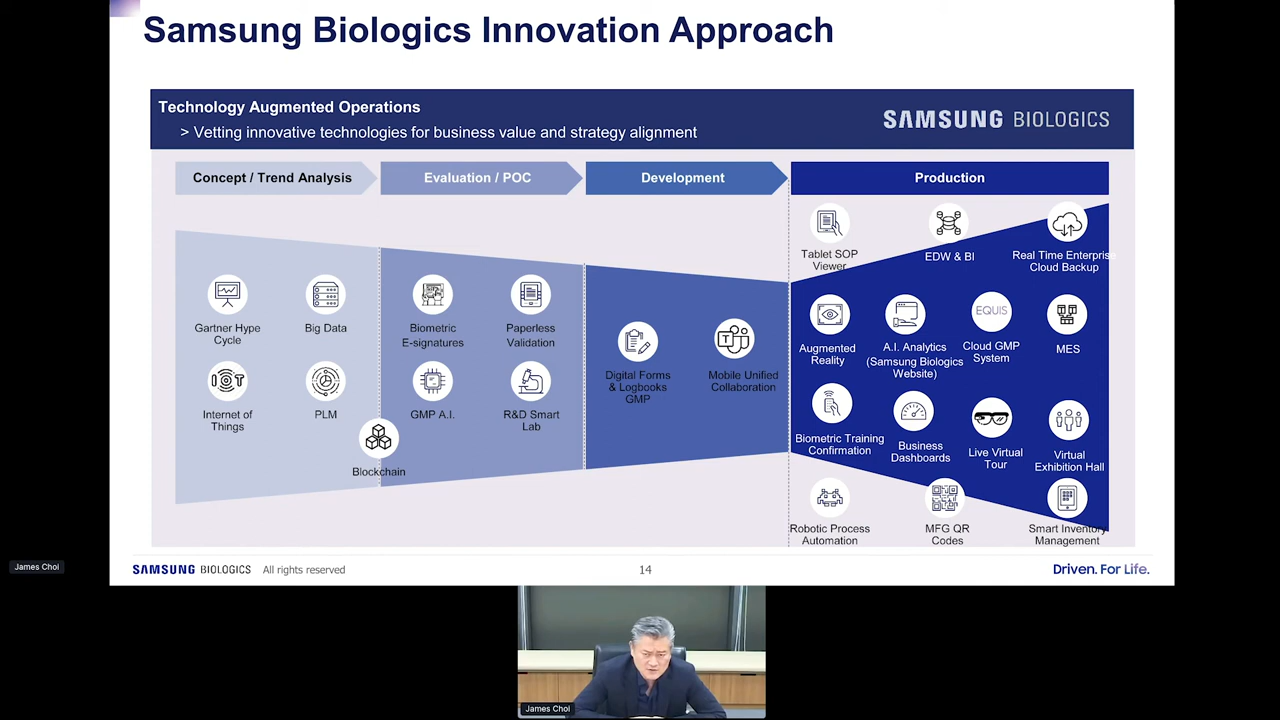 Samsung Biologics Innovation Approach
Technology Augmented Operations
> Vetting innovative technologies for business value and strategy alignment
SAMSUNG BIOLOGICS
Concept / Trend Analysis
Evaluation / POC
Development
Production
Gartner Hype
Cycle
Big Data
Internet of
Things
IOT
PLM
Blockchain
Biometric
E-signatures
Paperless
Validation
GMP A.I.
R&D Smart
Lab
Digital Forms
& Logbooks
GMP
T
Mobile Unified
Collaboration
Tablet SOP
Viewer
EDW & BI
Real Time Enterprise
Cloud Backup
Augmented
Reality
A.I. Analytics
(Samsung Biologics
Website)
EQUIS
Cloud GMP
System
MES
Biometric Training
Confirmation
Business
Dashboards
Live Virtual
Tour
Virtual
Exhibition Hall
Robotic Process
Automation
MFG QR
Codes
Smart Inventory
Management
James Choi
SAMSUNG BIOLOGICS All rights reserved
14
Driven. For Life.
James Choi